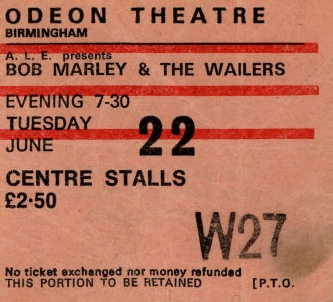 ODEON THEATRE
BIRMINGHAM
A. L. E. presents
BOB MARLEY & THE WAILERS
EVENING 7-30
TUESDAY 22
JUNE
CENTRE STALLS
£2·50
W27
No ticket exchanged nor money refunded
THIS PORTION TO BE RETAINED [P.T.O.